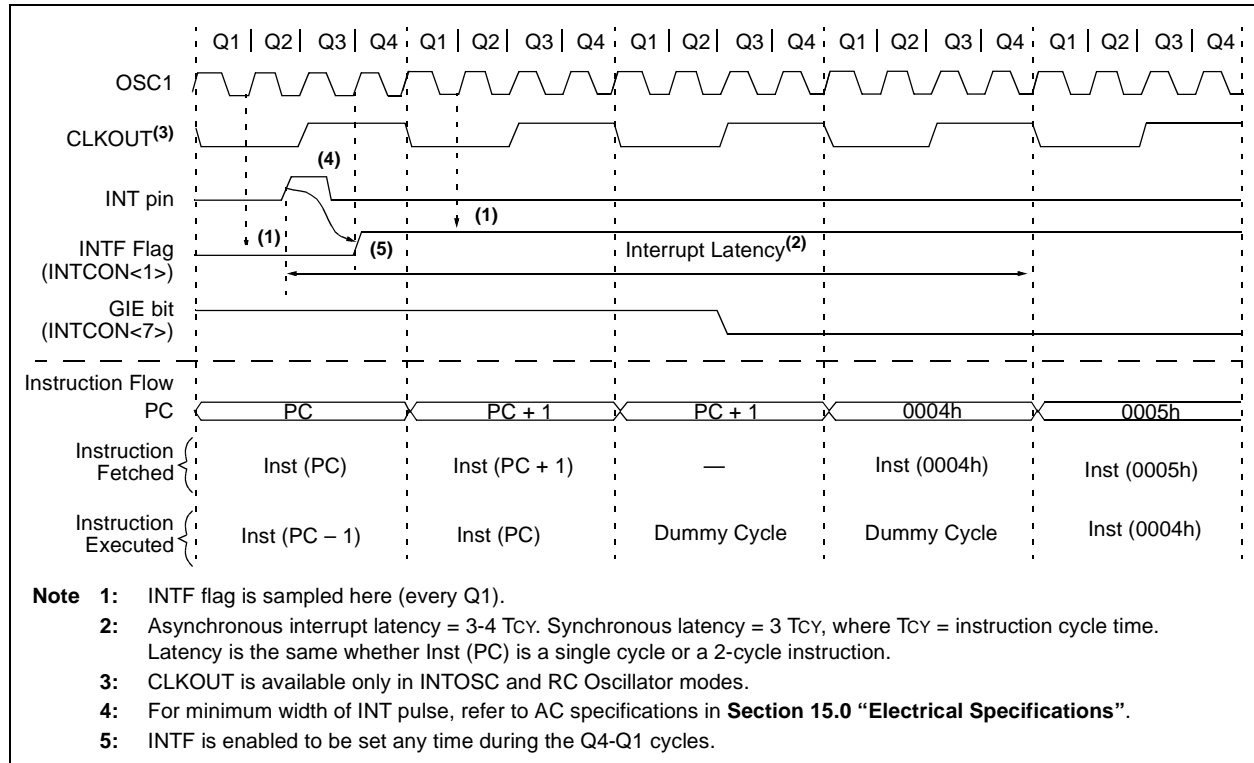 Q1 | Q2 | Q3 | Q4 Q1 | Q2 | Q3 | Q4 Q1 | Q2 | Q3 | Q4 Q1 | Q2 | Q3 | Q4 Q1 | Q2 | Q3 | Q4
OSC1
CLKOUT(3)
(4)
INT pin
(1)
(1)
(5)
INTF Flag
(INTCON<1>)
Interrupt Latency(2)
GIE bit
(INTCON<7>)
Instruction Flow
PC PC PC + 1 PC + 1 0004h 0005h
Instruction
Fetched
Inst (PC) Inst (PC + 1) — Inst (0004h) Inst (0005h)
Instruction
Executed
Inst (PC – 1) Inst (PC) Dummy Cycle Dummy Cycle Inst (0004h)
Note 1: INTF flag is sampled here (every Q1).
2: Asynchronous interrupt latency = 3-4 TCY. Synchronous latency = 3 TCY, where TCY = instruction cycle time.
Latency is the same whether Inst (PC) is a single cycle or a 2-cycle instruction.
3: CLKOUT is available only in INTOSC and RC Oscillator modes.
4: For minimum width of INT pulse, refer to AC specifications in Section 15.0 “Electrical Specifications”.
5: INTF is enabled to be set any time during the Q4-Q1 cycles.